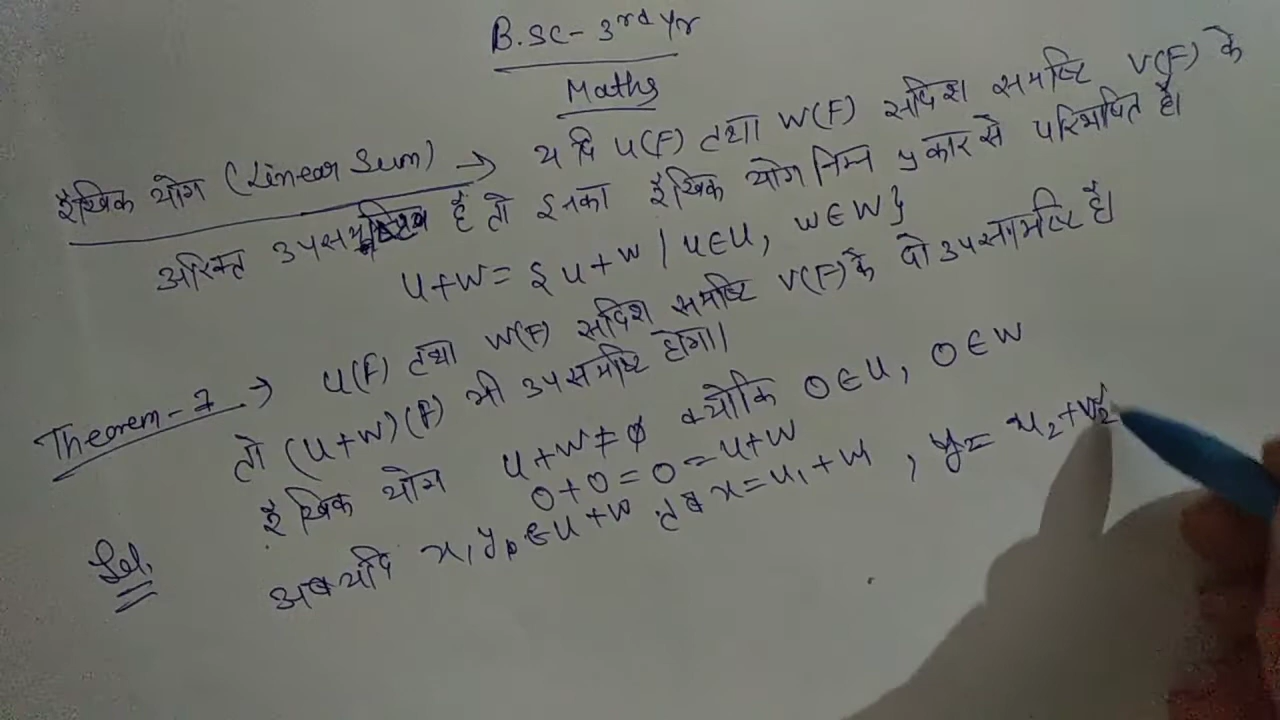 B.SC- 3rd Yr
Maths
रैखिक योग (Linear Sum) → यदि U(F) तथा W(F) सदिश समष्टि V(F) के
अरिक्त उपसमष्टि हैं तो इनका रैखिक योग निम्न प्रकार से परिभाषित है।
U+W= { u+w / u∈U, w∈W}
Theorem-7 → U(F) तथा W(F) सदिश समष्टि V(F) के दो उपसमष्टि है।
तो (U+W)(F) भी उपसमष्टि होगा।
Sol. रैखिक योग U+W≠ϕ क्योकि 0∈U, 0∈W
0+0=0=U+W
अब यदि x, y ∈ U+W तब x=u1+w , y= u2+w2